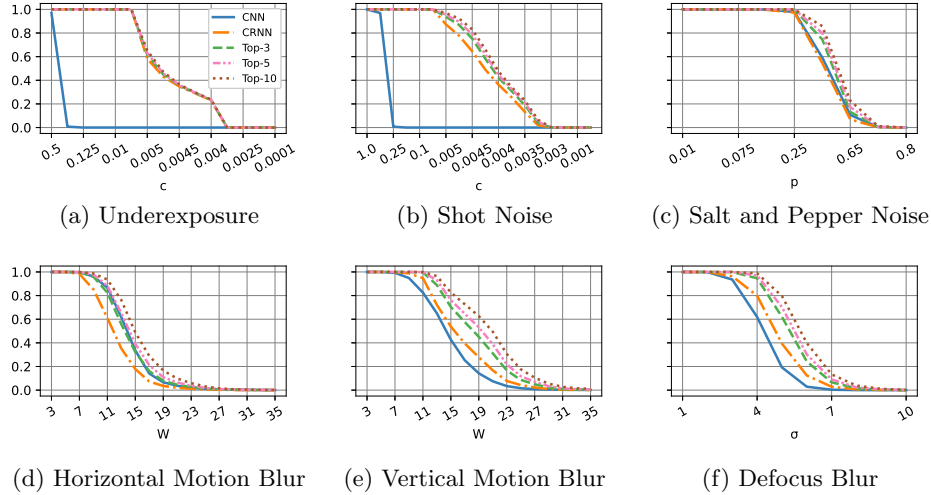 1.0
0.8
0.6
0.4
0.2
0.0
CNN
CRNN
Top-3
Top-5
Top-10
0.5 0.125 0.01 0.005 0.0045 0.004 0.0025 0.0001
c
1.0 0.25 0.1 0.005 0.0045 0.004 0.0035 0.003 0.001
c
0.01 0.075 0.25 0.65 0.8
p
(a) Underexposure
(b) Shot Noise
(c) Salt and Pepper Noise
1.0
0.8
0.6
0.4
0.2
0.0
3 7 11 15 19 23 27 31 35
W
3 7 11 15 19 23 27 31 35
W
1 4 7 10
σ
(d) Horizontal Motion Blur
(e) Vertical Motion Blur
(f) Defocus Blur